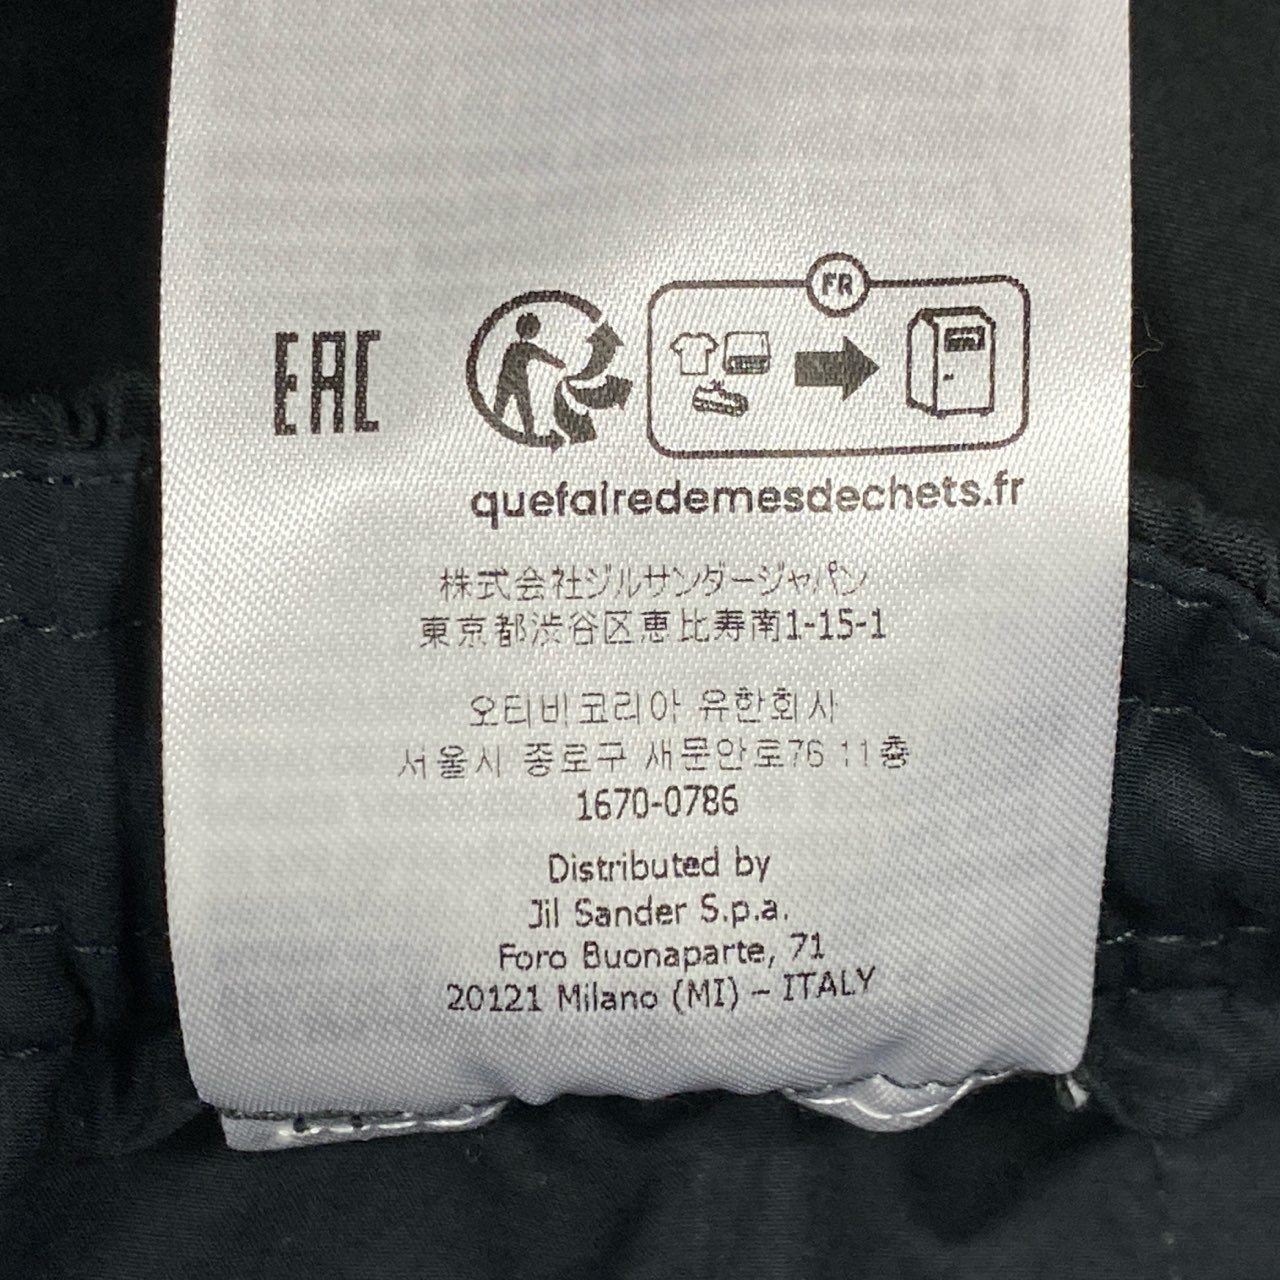 EAC
FR
quefairedemesdechets.fr
株式会社ジルサンダージャパン
東京都渋谷区恵比寿南1-15-1
오티비코리아 유한회사
서울시 종로구 새문안로76 11층
1670-0786
Distributed by
Jil Sander S.p.a.
Foro Buonaparte, 71
20121 Milano (MI) – ITALY